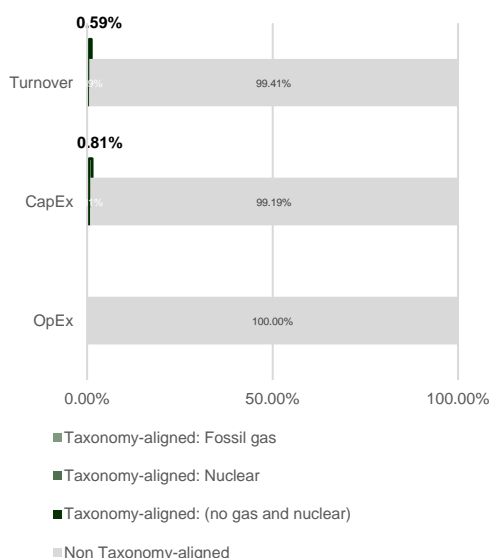 0.59%
Turnover
99.41%
0.81%
CapEx
99.19%
OpEx
100.00%
0.00% 50.00% 100.00%
Taxonomy-aligned: Fossil gas
Taxonomy-aligned: Nuclear
Taxonomy-aligned: (no gas and nuclear)
Non Taxonomy-aligned